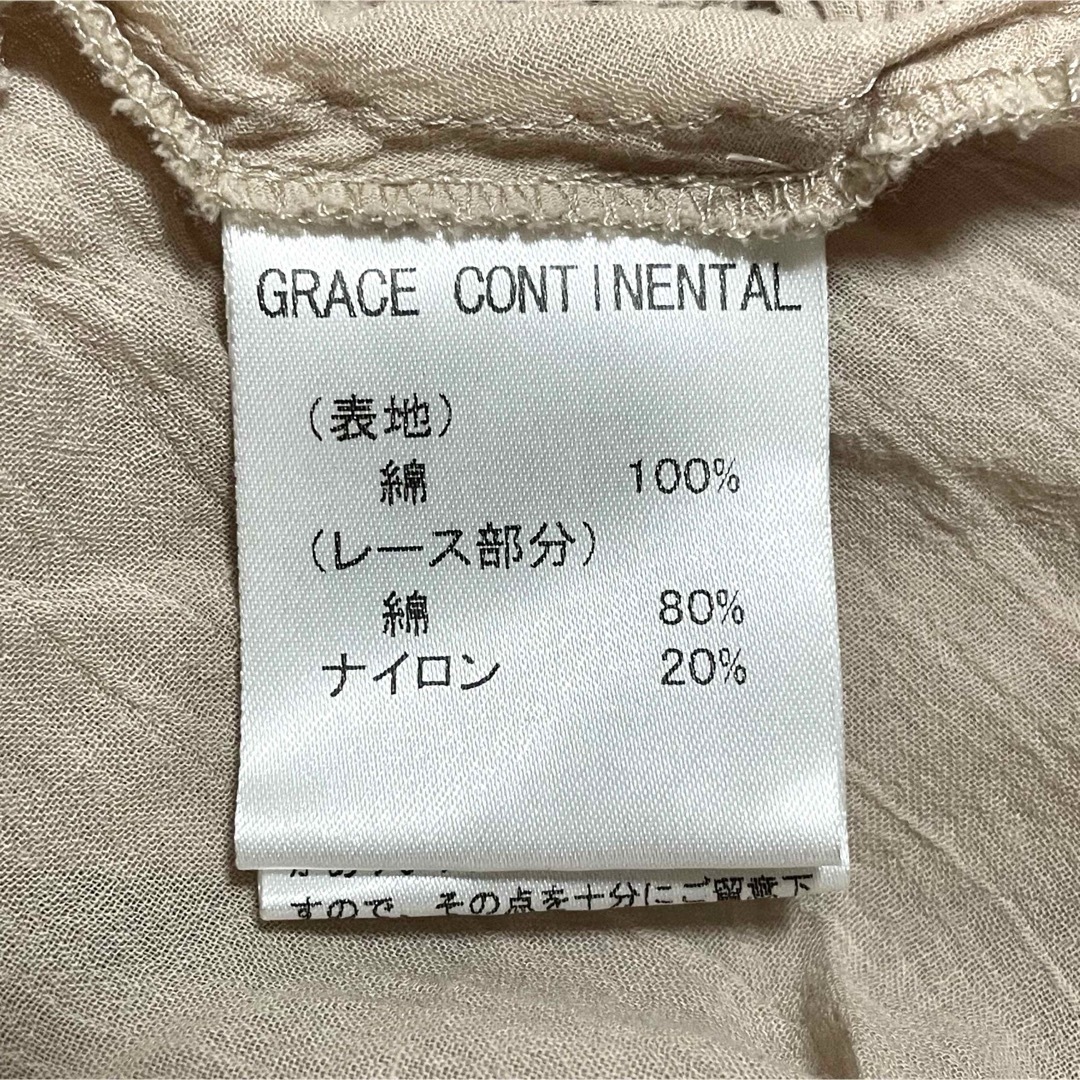 GRACE CONTINENTAL
(表地)
綿 100%
(レース部分)
綿 80%
ナイロン 20%
すので、その点を十分にご留意下